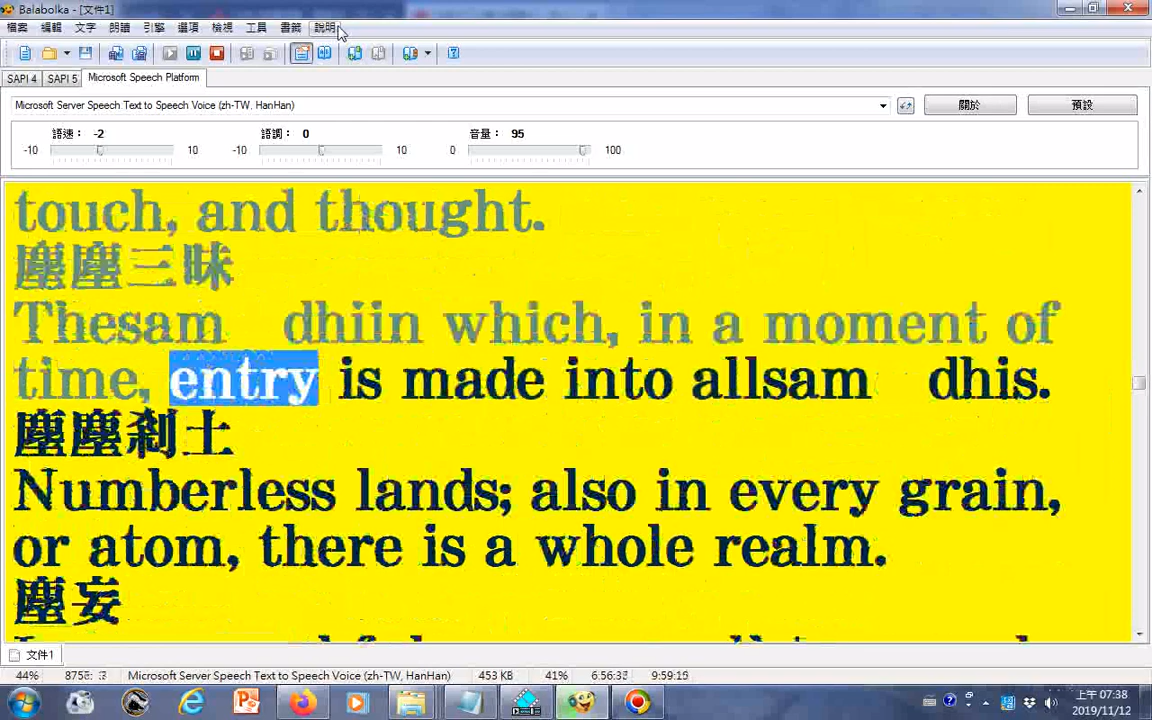 Balabolka - [文件1]
檔案 編輯 文字 朗讀 引擎 選項 檢視 工具 書籤 說明
SAPI 4 SAPI 5 Microsoft Speech Platform
Microsoft Server Speech Text to Speech Voice (zh-TW, HanHan) 關於 預設
語速： -2 語調： 0 音量： 95
-10 10 -10 10 0 100
touch, and thought.
塵塵三昧
Thesam dhiin which, in a moment of
time, entry is made into allsam dhis.
塵塵剎土
Numberless lands; also in every grain,
or atom, there is a whole realm.
塵妄
文件1
44% Microsoft Server Speech Text to Speech Voice (zh-TW, HanHan) 453 KB 41% 9:59:19
上午 07:38
2019/11/12